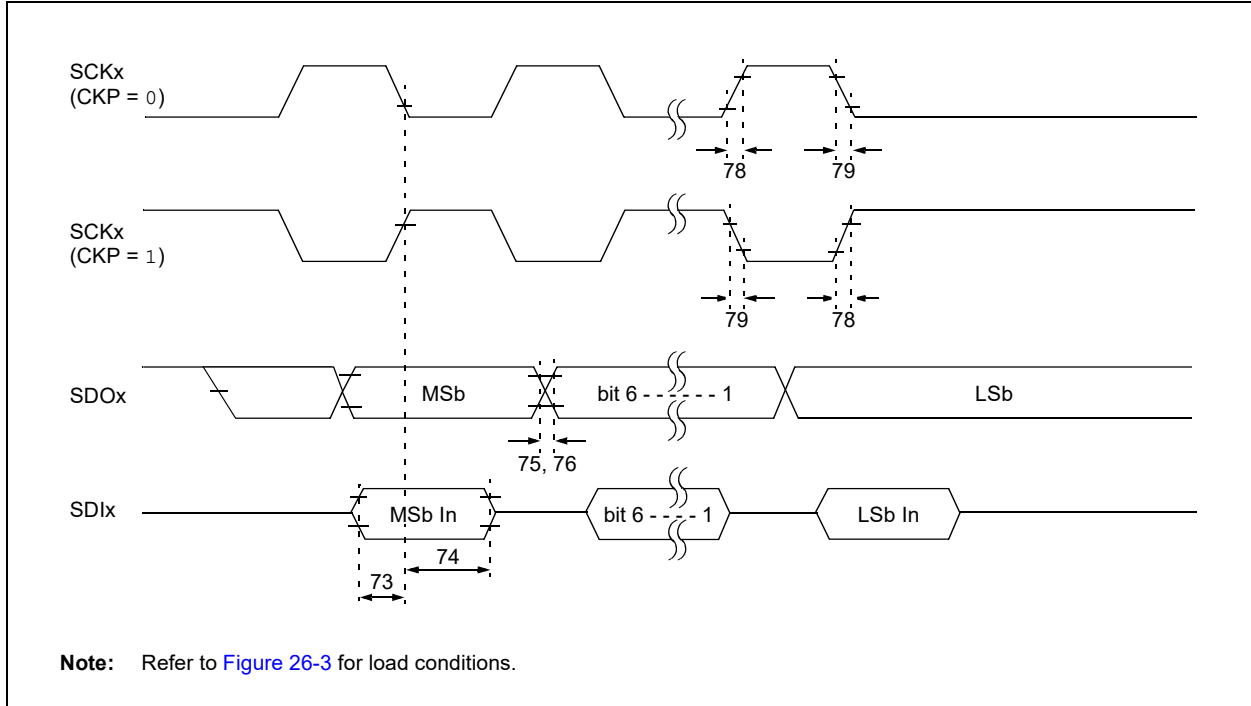 SCKx
(CKP = 0)
78
79
SCKx
(CKP = 1)
79
78
SDOx
MSb
bit 6 - - - - - - 1
LSb
75, 76
SDIx
MSb In
bit 6 - - - - - 1
LSb In
74
73
Note: Refer to Figure 26-3 for load conditions.